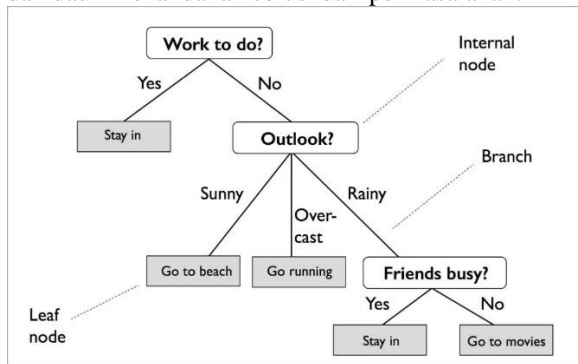 Work to do?
Internal
node
Yes
No
Stay in
Outlook?
Branch
Sunny
Over-
cast
Rainy
Go to beach
Go running
Friends busy?
Leaf
node
Yes
No
Stay in
Go to movies